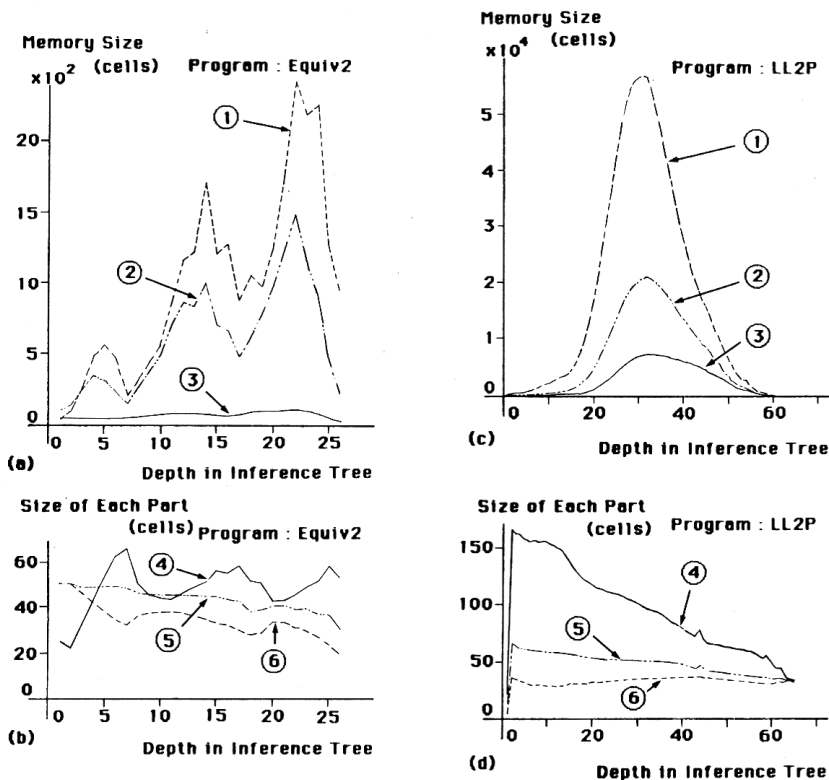 Memory Size
(cells)
×10²
Program : Equiv2
20
15
10
5
0
①
②
③
0
5
10
15
20
25
(a)
Depth in Inference Tree
Size of Each Part
(cells)
Program : Equiv2
60
40
20
0
④
⑤
⑥
0
5
10
15
20
25
(b)
Depth in Inference Tree
Memory Size
(cells)
×10⁴
Program : LL2P
5
4
3
2
1
0
①
②
③
0
20
40
60
(c)
Depth in Inference Tree
Size of Each Part
(cells)
Program : LL2P
150
100
50
0
④
⑤
⑥
0
20
40
60
(d)
Depth in Inference Tree